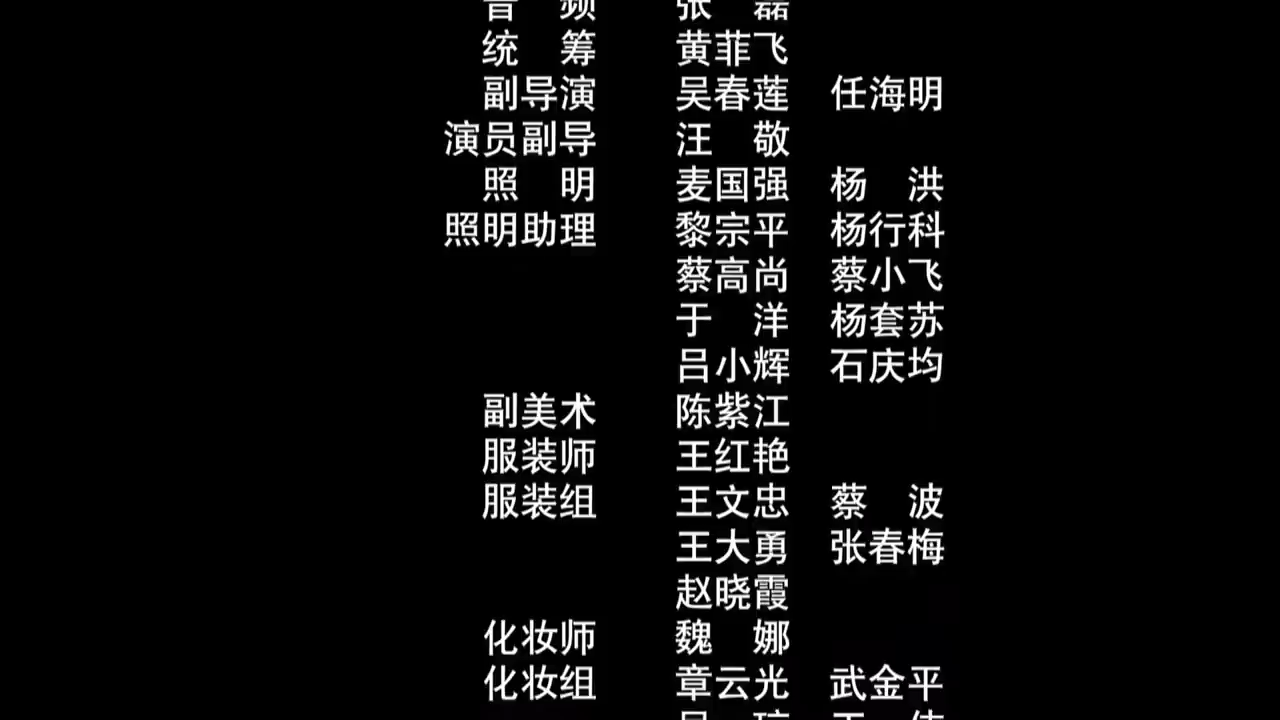 音 频 张 磊
统 筹 黄菲飞
副导演 吴春莲 任海明
演员副导 汪 敬
照 明 麦国强 杨 洪
照明助理 黎宗平 杨行科
蔡高尚 蔡小飞
于 洋 杨套苏
吕小辉 石庆均
副美术 陈紫江
服装师 王红艳
服装组 王文忠 蔡 波
王大勇 张春梅
赵晓霞
化妆师 魏 娜
化妆组 章云光 武金平